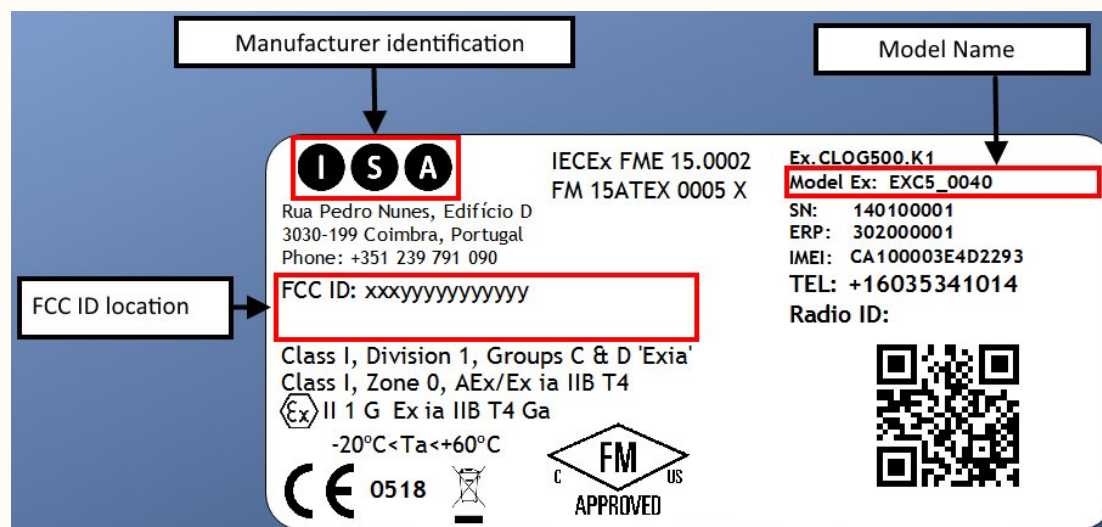 Manufacturer identification
Model Name
FCC ID location
I S A
Rua Pedro Nunes, Edifício D
3030-199 Coimbra, Portugal
Phone: +351 239 791 090
IECEx FME 15.0002
FM 15ATEX 0005 X
FCC ID: xxxyyyyyyyyyyy
Class I, Division 1, Groups C & D 'Exia'
Class I, Zone 0, AEx/Ex ia IIB T4
Ex II 1 G Ex ia IIB T4 Ga
-20ºC<Ta<+60ºC
CE 0518
C FM US
APPROVED
Ex.CLOG500.K1
Model Ex: EXC5_0040
SN: 140100001
ERP: 302000001
IMEI: CA100003E4D2293
TEL: +16035341014
Radio ID: